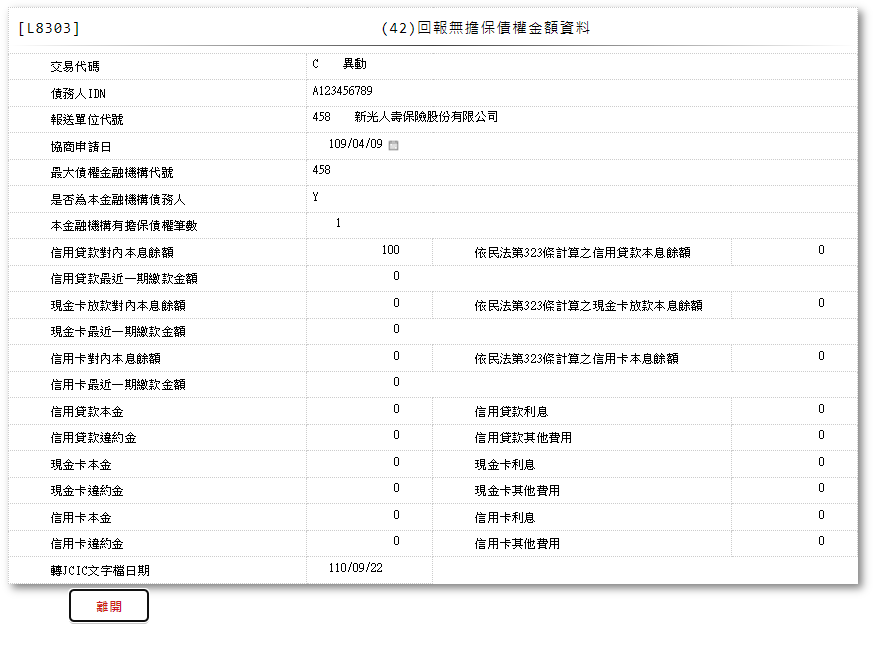 [L8303] (42)回報無擔保債權金額資料
交易代碼 C 異動
債務人IDN A123456789
報送單位代號 458 新光人壽保險股份有限公司
協商申請日 109/04/09
最大債權金融機構代號 458
是否為本金融機構債務人 Y
本金融機構有擔保債權筆數 1
信用貸款對內本息餘額 100 依民法第323條計算之信用貸款本息餘額 0
信用貸款最近一期繳款金額 0
現金卡放款對內本息餘額 0 依民法第323條計算之現金卡放款本息餘額 0
現金卡最近一期繳款金額 0
信用卡對內本息餘額 0 依民法第323條計算之信用卡本息餘額 0
信用卡最近一期繳款金額 0
信用貸款本金 0 信用貸款利息 0
信用貸款違約金 0 信用貸款其他費用 0
現金卡本金 0 現金卡利息 0
現金卡違約金 0 現金卡其他費用 0
信用卡本金 0 信用卡利息 0
信用卡違約金 0 信用卡其他費用 0
轉JCIC文字檔日期 110/09/22
離開